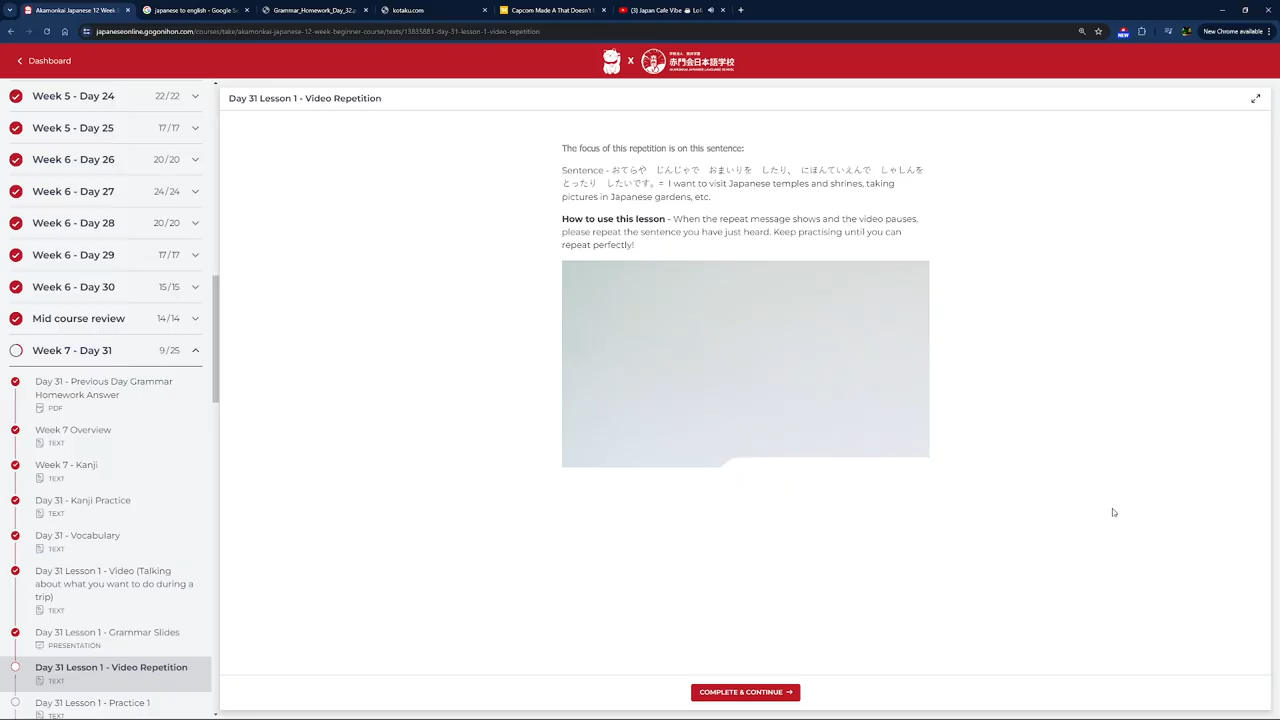 Akamonkai Japanese 12 Week
japanese to english - Google S
Grammar_Homework_Day_32.p
kotaku.com
Capcom Made A That Doesn't
(3) Japan Cafe Vibe
japaneseonline.gogonihon.com/courses/take/akamonkai-japanese-12-week-beginner-course/texts/13835881-day-31-lesson-1-video-repetition
NEW
New Chrome available
Dashboard
X
赤門会日本語学校
Week 5 - Day 24 22/22
Week 5 - Day 25 17/17
Week 6 - Day 26 20/20
Week 6 - Day 27 24/24
Week 6 - Day 28 20/20
Week 6 - Day 29 17/17
Week 6 - Day 30 15/15
Mid course review 14/14
Week 7 - Day 31 9/25
Day 31 - Previous Day Grammar
Homework Answer
PDF
Week 7 Overview
TEXT
Week 7 - Kanji
TEXT
Day 31 - Kanji Practice
TEXT
Day 31 - Vocabulary
TEXT
Day 31 Lesson 1 - Video (Talking
about what you want to do during a
trip)
TEXT
Day 31 Lesson 1 - Grammar Slides
PRESENTATION
Day 31 Lesson 1 - Video Repetition
TEXT
Day 31 Lesson 1 - Practice 1
TEXT
Day 31 Lesson 1 - Video Repetition
The focus of this repetition is on this sentence:
Sentence - おてらや　じんじゃで　おまいりを　したり、　にほんていえんで　しゃしんを
とったり　したいです。= I want to visit Japanese temples and shrines, taking
pictures in Japanese gardens, etc.
How to use this lesson - When the repeat message shows and the video pauses,
please repeat the sentence you have just heard. Keep practising until you can
repeat perfectly!
COMPLETE & CONTINUE →